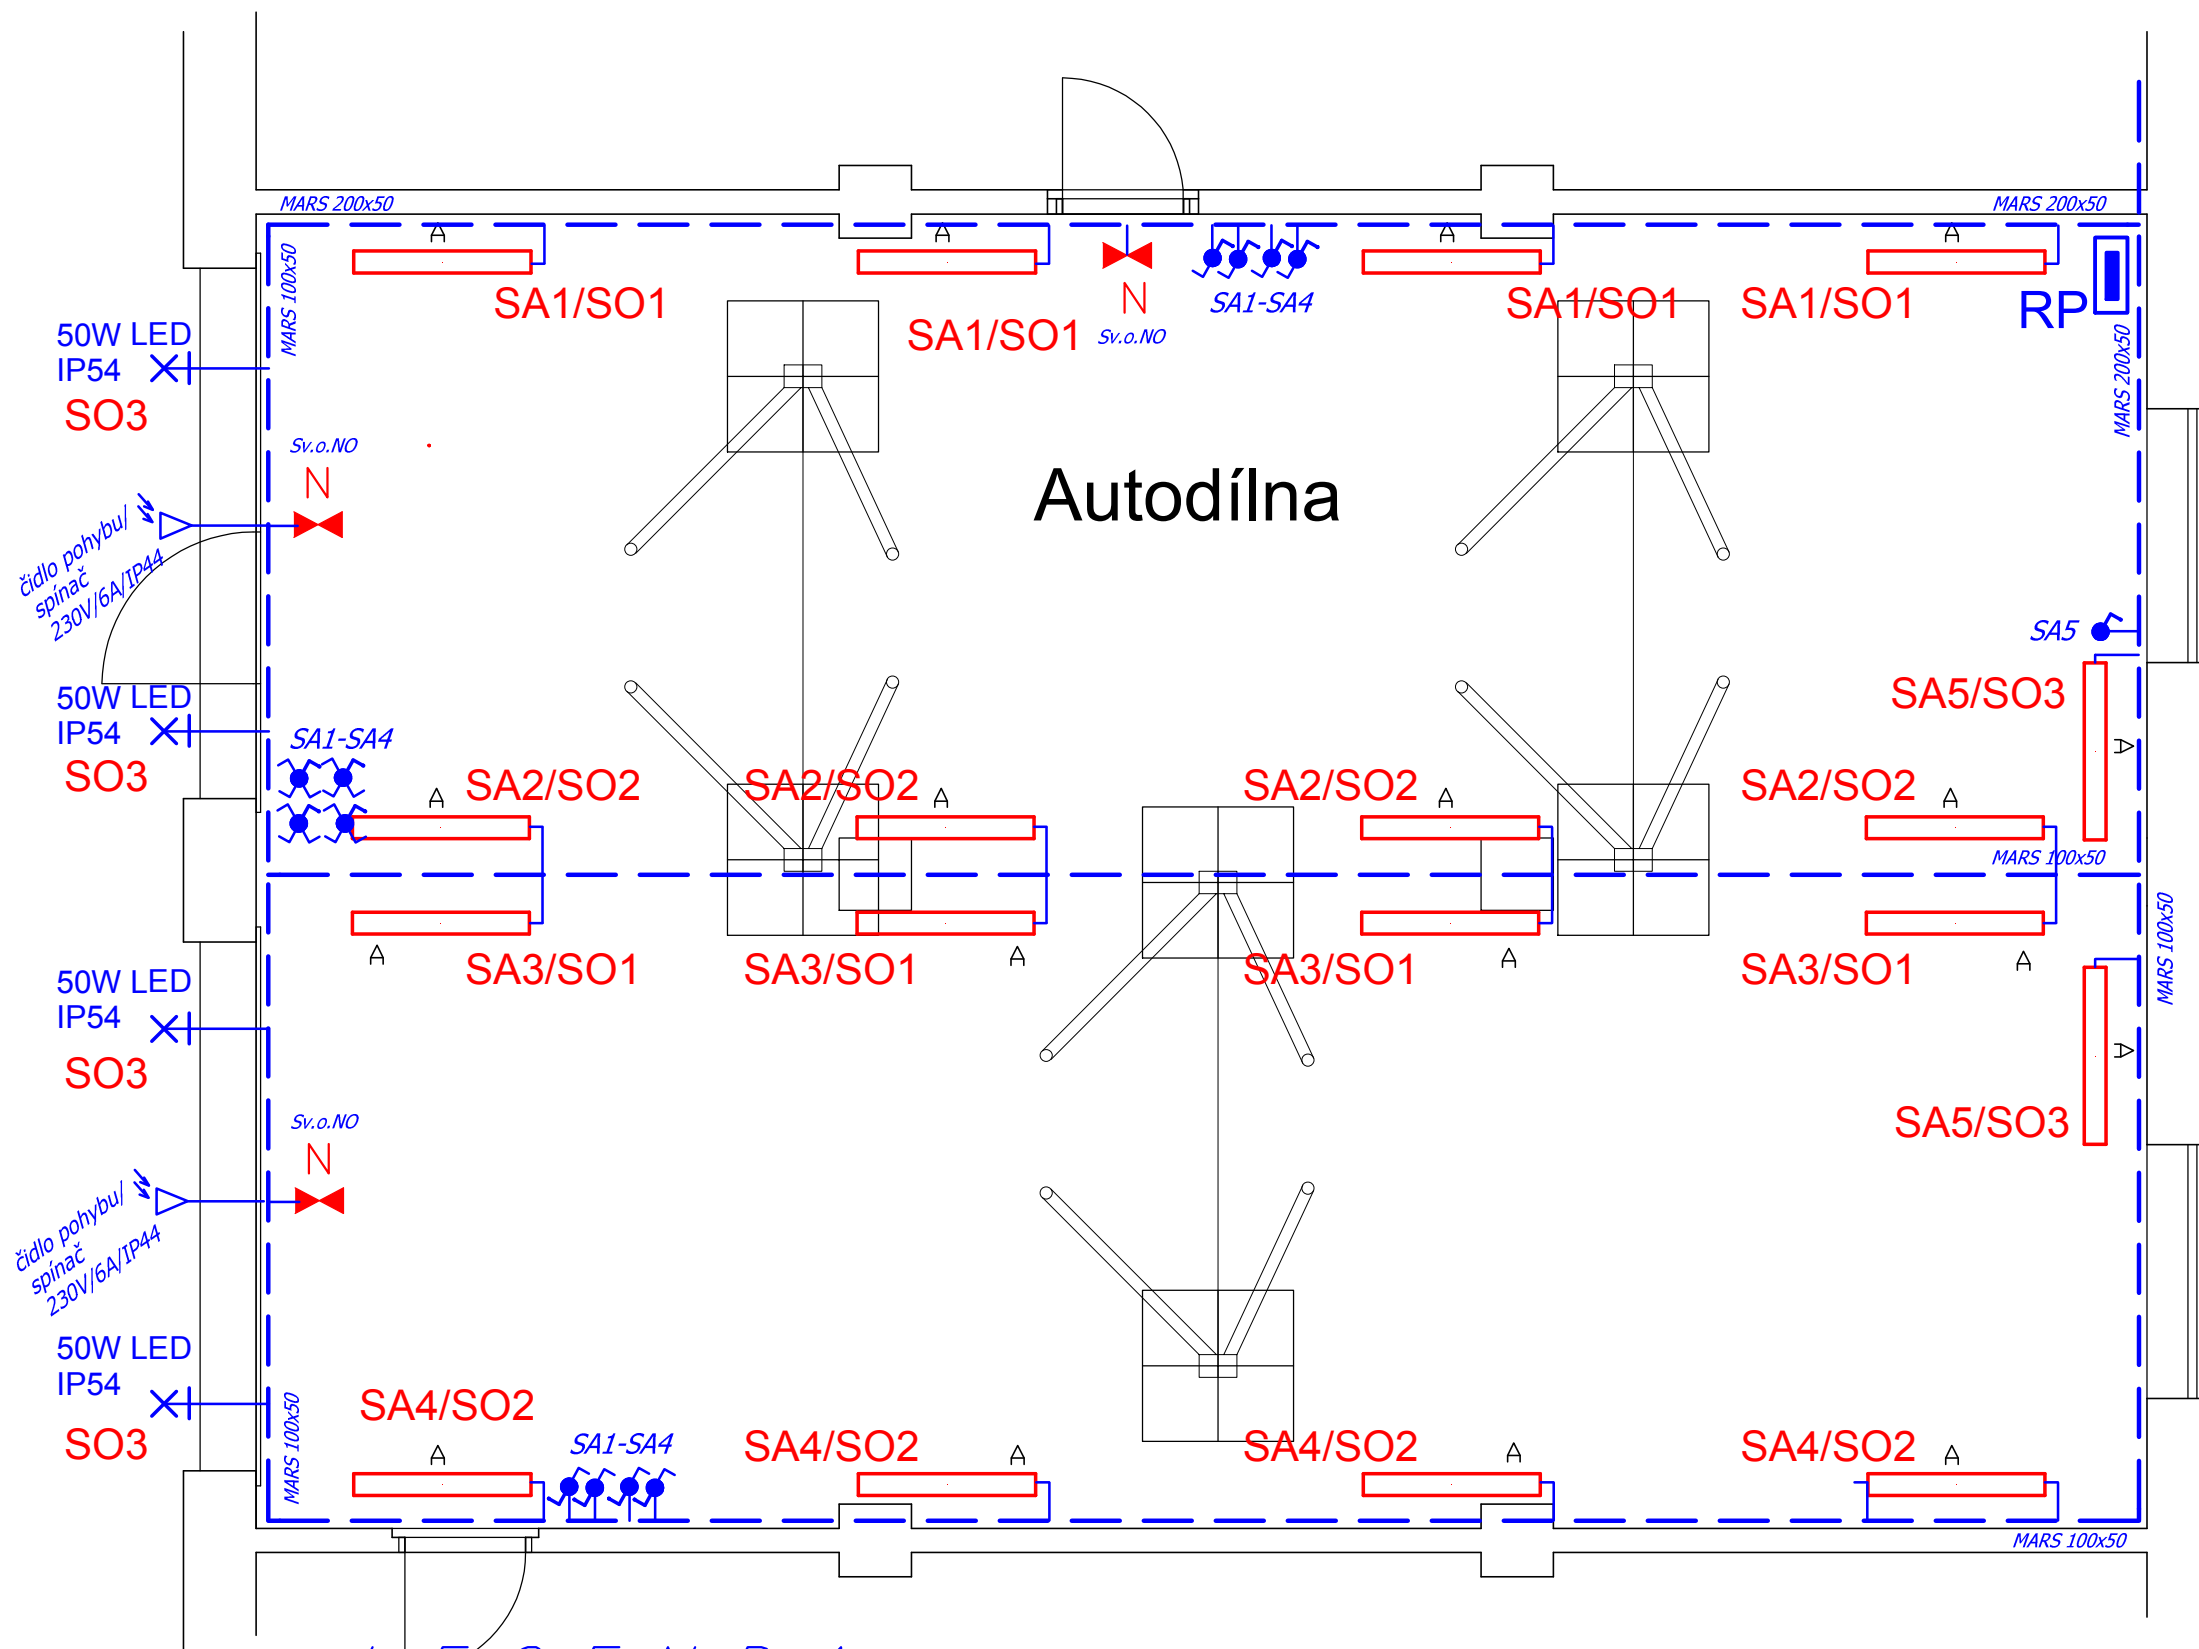 MARS 200x50
MARS 200x50
A
A
A
A
MARS 100x50
SA1/SO1
SA1/SO1
N
Sv.o.NO
SA1-SA4
SA1/SO1
SA1/SO1
RP
MARS 200x50
50W LED
IP54
SO3
Sv.o.NO
N
Autodílna
čidlo pohybu/
spínač
230V/6A/IP44
SA5
SA5/SO3
A
50W LED
IP54
SO3
SA1-SA4
A
SA2/SO2
SA2/SO2
A
SA2/SO2
A
SA2/SO2
A
MARS 100x50
A
SA3/SO1
SA3/SO1
A
SA3/SO1
A
SA3/SO1
A
MARS 100x50
50W LED
IP54
SO3
A
SA5/SO3
Sv.o.NO
N
čidlo pohybu/
spínač
230V/6A/IP44
50W LED
IP54
SO3
MARS 100x50
SA4/SO2
A
SA1-SA4
SA4/SO2
A
SA4/SO2
A
SA4/SO2
A
MARS 100x50